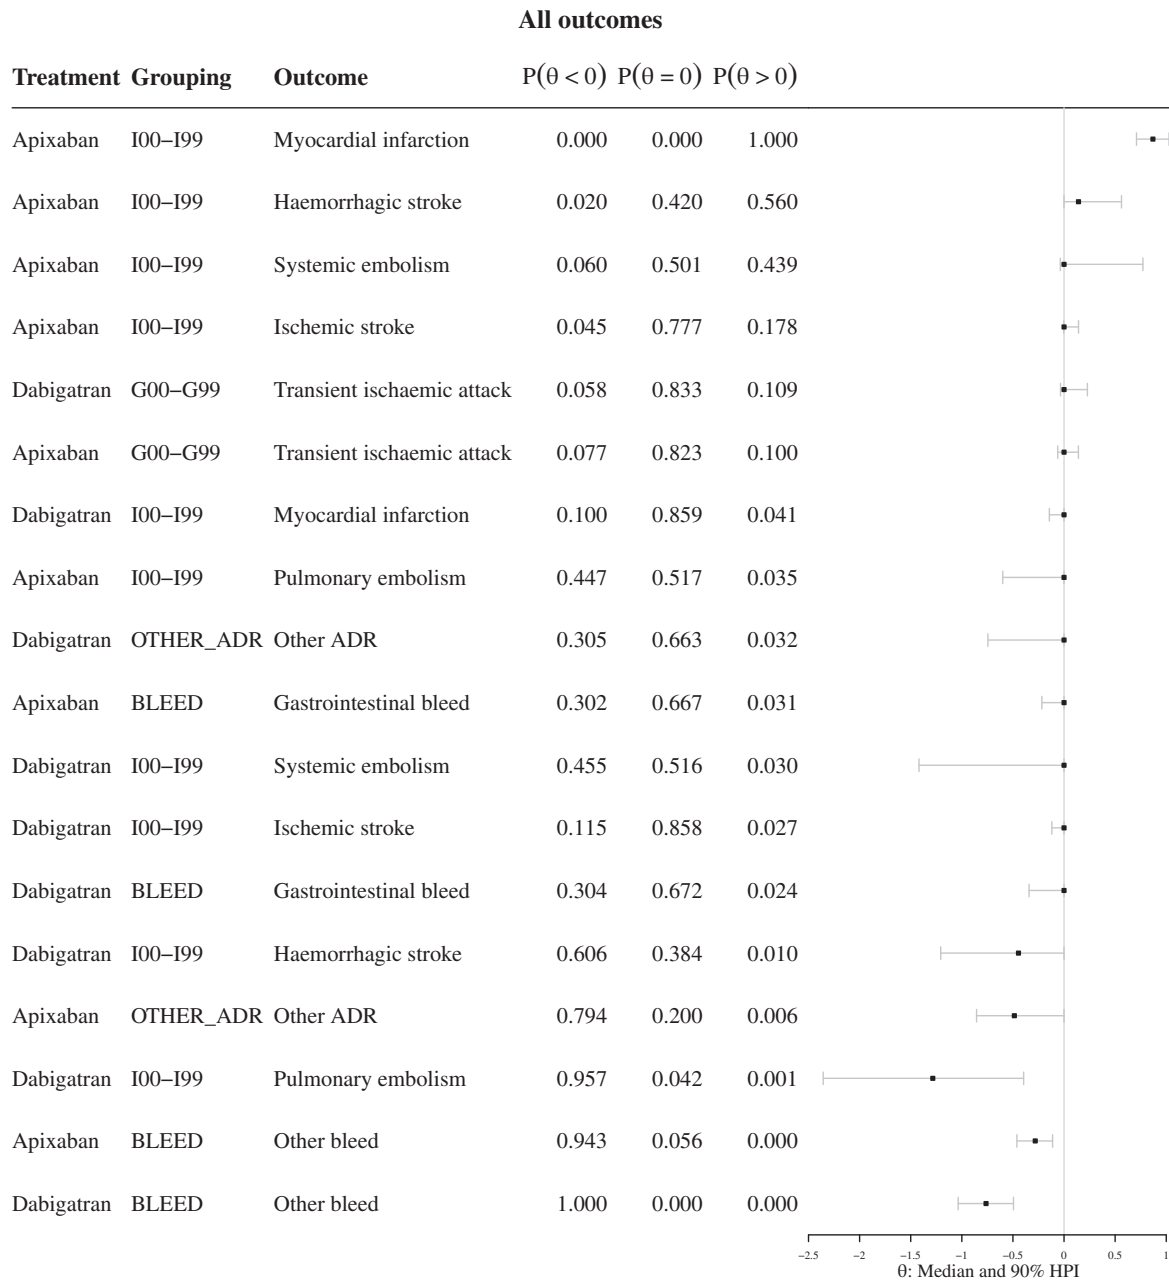 All outcomes
Treatment Grouping Outcome P(θ < 0) P(θ = 0) P(θ > 0)
Apixaban I00−I99 Myocardial infarction 0.000 0.000 1.000
Apixaban I00−I99 Haemorrhagic stroke 0.020 0.420 0.560
Apixaban I00−I99 Systemic embolism 0.060 0.501 0.439
Apixaban I00−I99 Ischemic stroke 0.045 0.777 0.178
Dabigatran G00−G99 Transient ischaemic attack 0.058 0.833 0.109
Apixaban G00−G99 Transient ischaemic attack 0.077 0.823 0.100
Dabigatran I00−I99 Myocardial infarction 0.100 0.859 0.041
Apixaban I00−I99 Pulmonary embolism 0.447 0.517 0.035
Dabigatran OTHER_ADR Other ADR 0.305 0.663 0.032
Apixaban BLEED Gastrointestinal bleed 0.302 0.667 0.031
Dabigatran I00−I99 Systemic embolism 0.455 0.516 0.030
Dabigatran I00−I99 Ischemic stroke 0.115 0.858 0.027
Dabigatran BLEED Gastrointestinal bleed 0.304 0.672 0.024
Dabigatran I00−I99 Haemorrhagic stroke 0.606 0.384 0.010
Apixaban OTHER_ADR Other ADR 0.794 0.200 0.006
Dabigatran I00−I99 Pulmonary embolism 0.957 0.042 0.001
Apixaban BLEED Other bleed 0.943 0.056 0.000
Dabigatran BLEED Other bleed 1.000 0.000 0.000
−2.5 −2 −1.5 −1 −0.5 0 0.5 1
θ: Median and 90% HPI